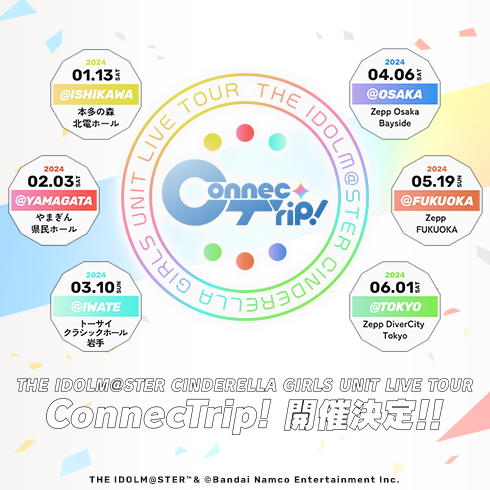 2024
01.13 SAT
@ISHIKAWA
本多の森
北電ホール
2024
02.03 SAT
@YAMAGATA
やまぎん
県民ホール
2024
03.10 SUN
@IWATE
トーサイ
クラシックホール
岩手
THE IDOLM@STER CINDERELLA GIRLS UNIT LIVE TOUR
ConnecTrip!
2024
04.06 SAT
@OSAKA
Zepp Osaka
Bayside
2024
05.19 SUN
@FUKUOKA
Zepp
FUKUOKA
2024
06.01 SAT
@TOKYO
Zepp DiverCity
Tokyo
THE IDOLM@STER CINDERELLA GIRLS UNIT LIVE TOUR
ConnecTrip! 開催決定!!
THE IDOLM@STER™& ©Bandai Namco Entertainment Inc.